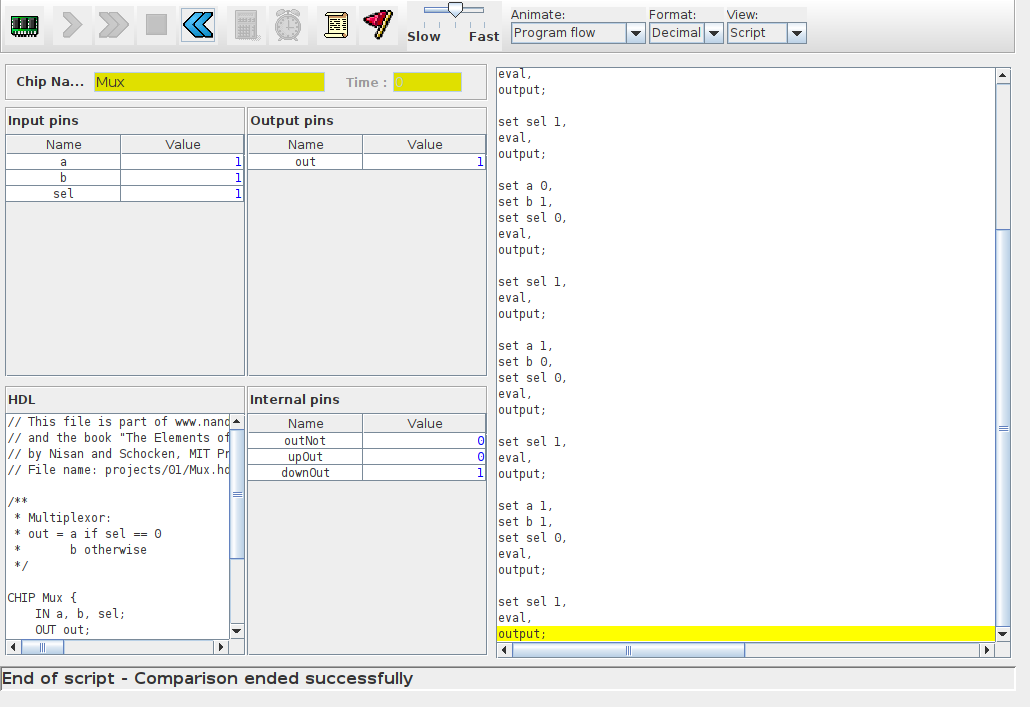 Slow Fast
Animate:
Program flow
Format:
Decimal
View:
Script
Chip Na... Mux Time : 0
Input pins
Name Value
a 1
b 1
sel 1
Output pins
Name Value
out 1
HDL
// This file is part of www.nand
// and the book "The Elements of
// by Nisan and Schocken, MIT Pr
// File name: projects/01/Mux.hd
/**
* Multiplexor:
* out = a if sel == 0
* b otherwise
*/
CHIP Mux {
IN a, b, sel;
OUT out;
Internal pins
Name Value
outNot 0
upOut 0
downOut 1
eval,
output;
set sel 1,
eval,
output;
set a 0,
set b 1,
set sel 0,
eval,
output;
set sel 1,
eval,
output;
set a 1,
set b 0,
set sel 0,
eval,
output;
set sel 1,
eval,
output;
set a 1,
set b 1,
set sel 0,
eval,
output;
set sel 1,
eval,
output;
End of script - Comparison ended successfully